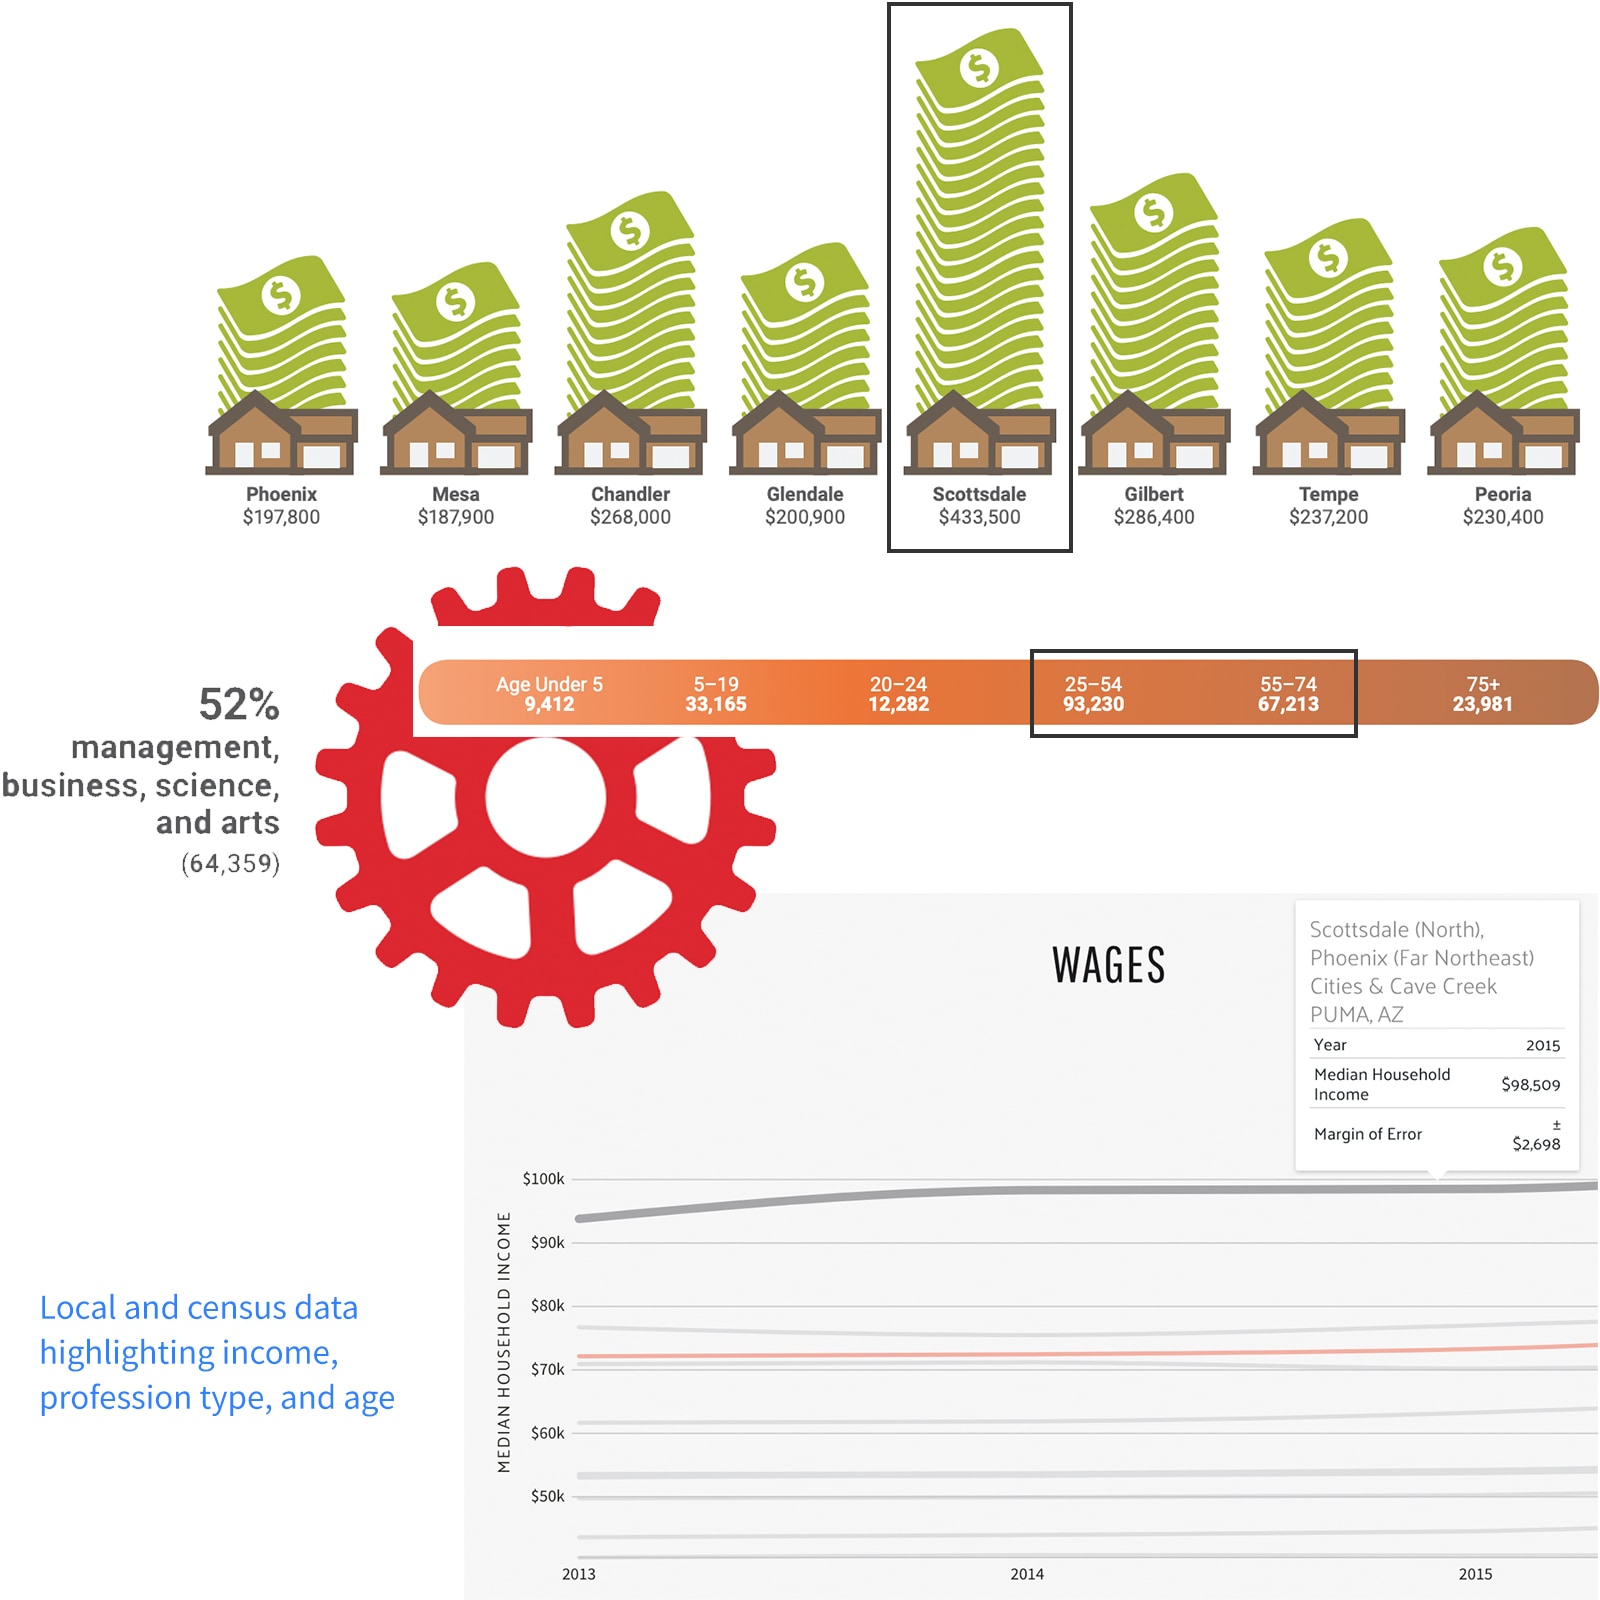 Phoenix
$197,800
Mesa
$187,900
Chandler
$268,000
Glendale
$200,900
Scottsdale
$433,500
Gilbert
$286,400
Tempe
$237,200
Peoria
$230,400
Age Under 5
9,412
5–19
33,165
20–24
12,282
25–54
93,230
55–74
67,213
75+
23,981
52%
management,
business, science,
and arts
(64,359)
WAGES
Scottsdale (North),
Phoenix (Far Northeast)
Cities & Cave Creek
PUMA, AZ
Year 2015
Median Household
Income $98,509
Margin of Error ±
$2,698
$100k
$90k
$80k
$70k
$60k
$50k
MEDIAN HOUSEHOLD INCOME
2013 2014 2015
Local and census data
highlighting income,
profession type, and age